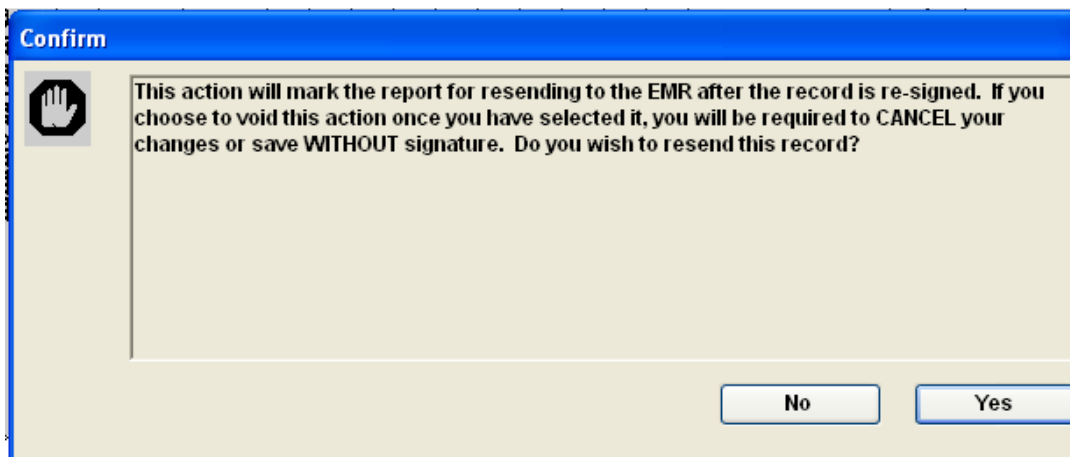 Confirm
This action will mark the report for resending to the EMR after the record is re-signed.  If you
choose to void this action once you have selected it, you will be required to CANCEL your
changes or save WITHOUT signature.  Do you wish to resend this record?
No
Yes